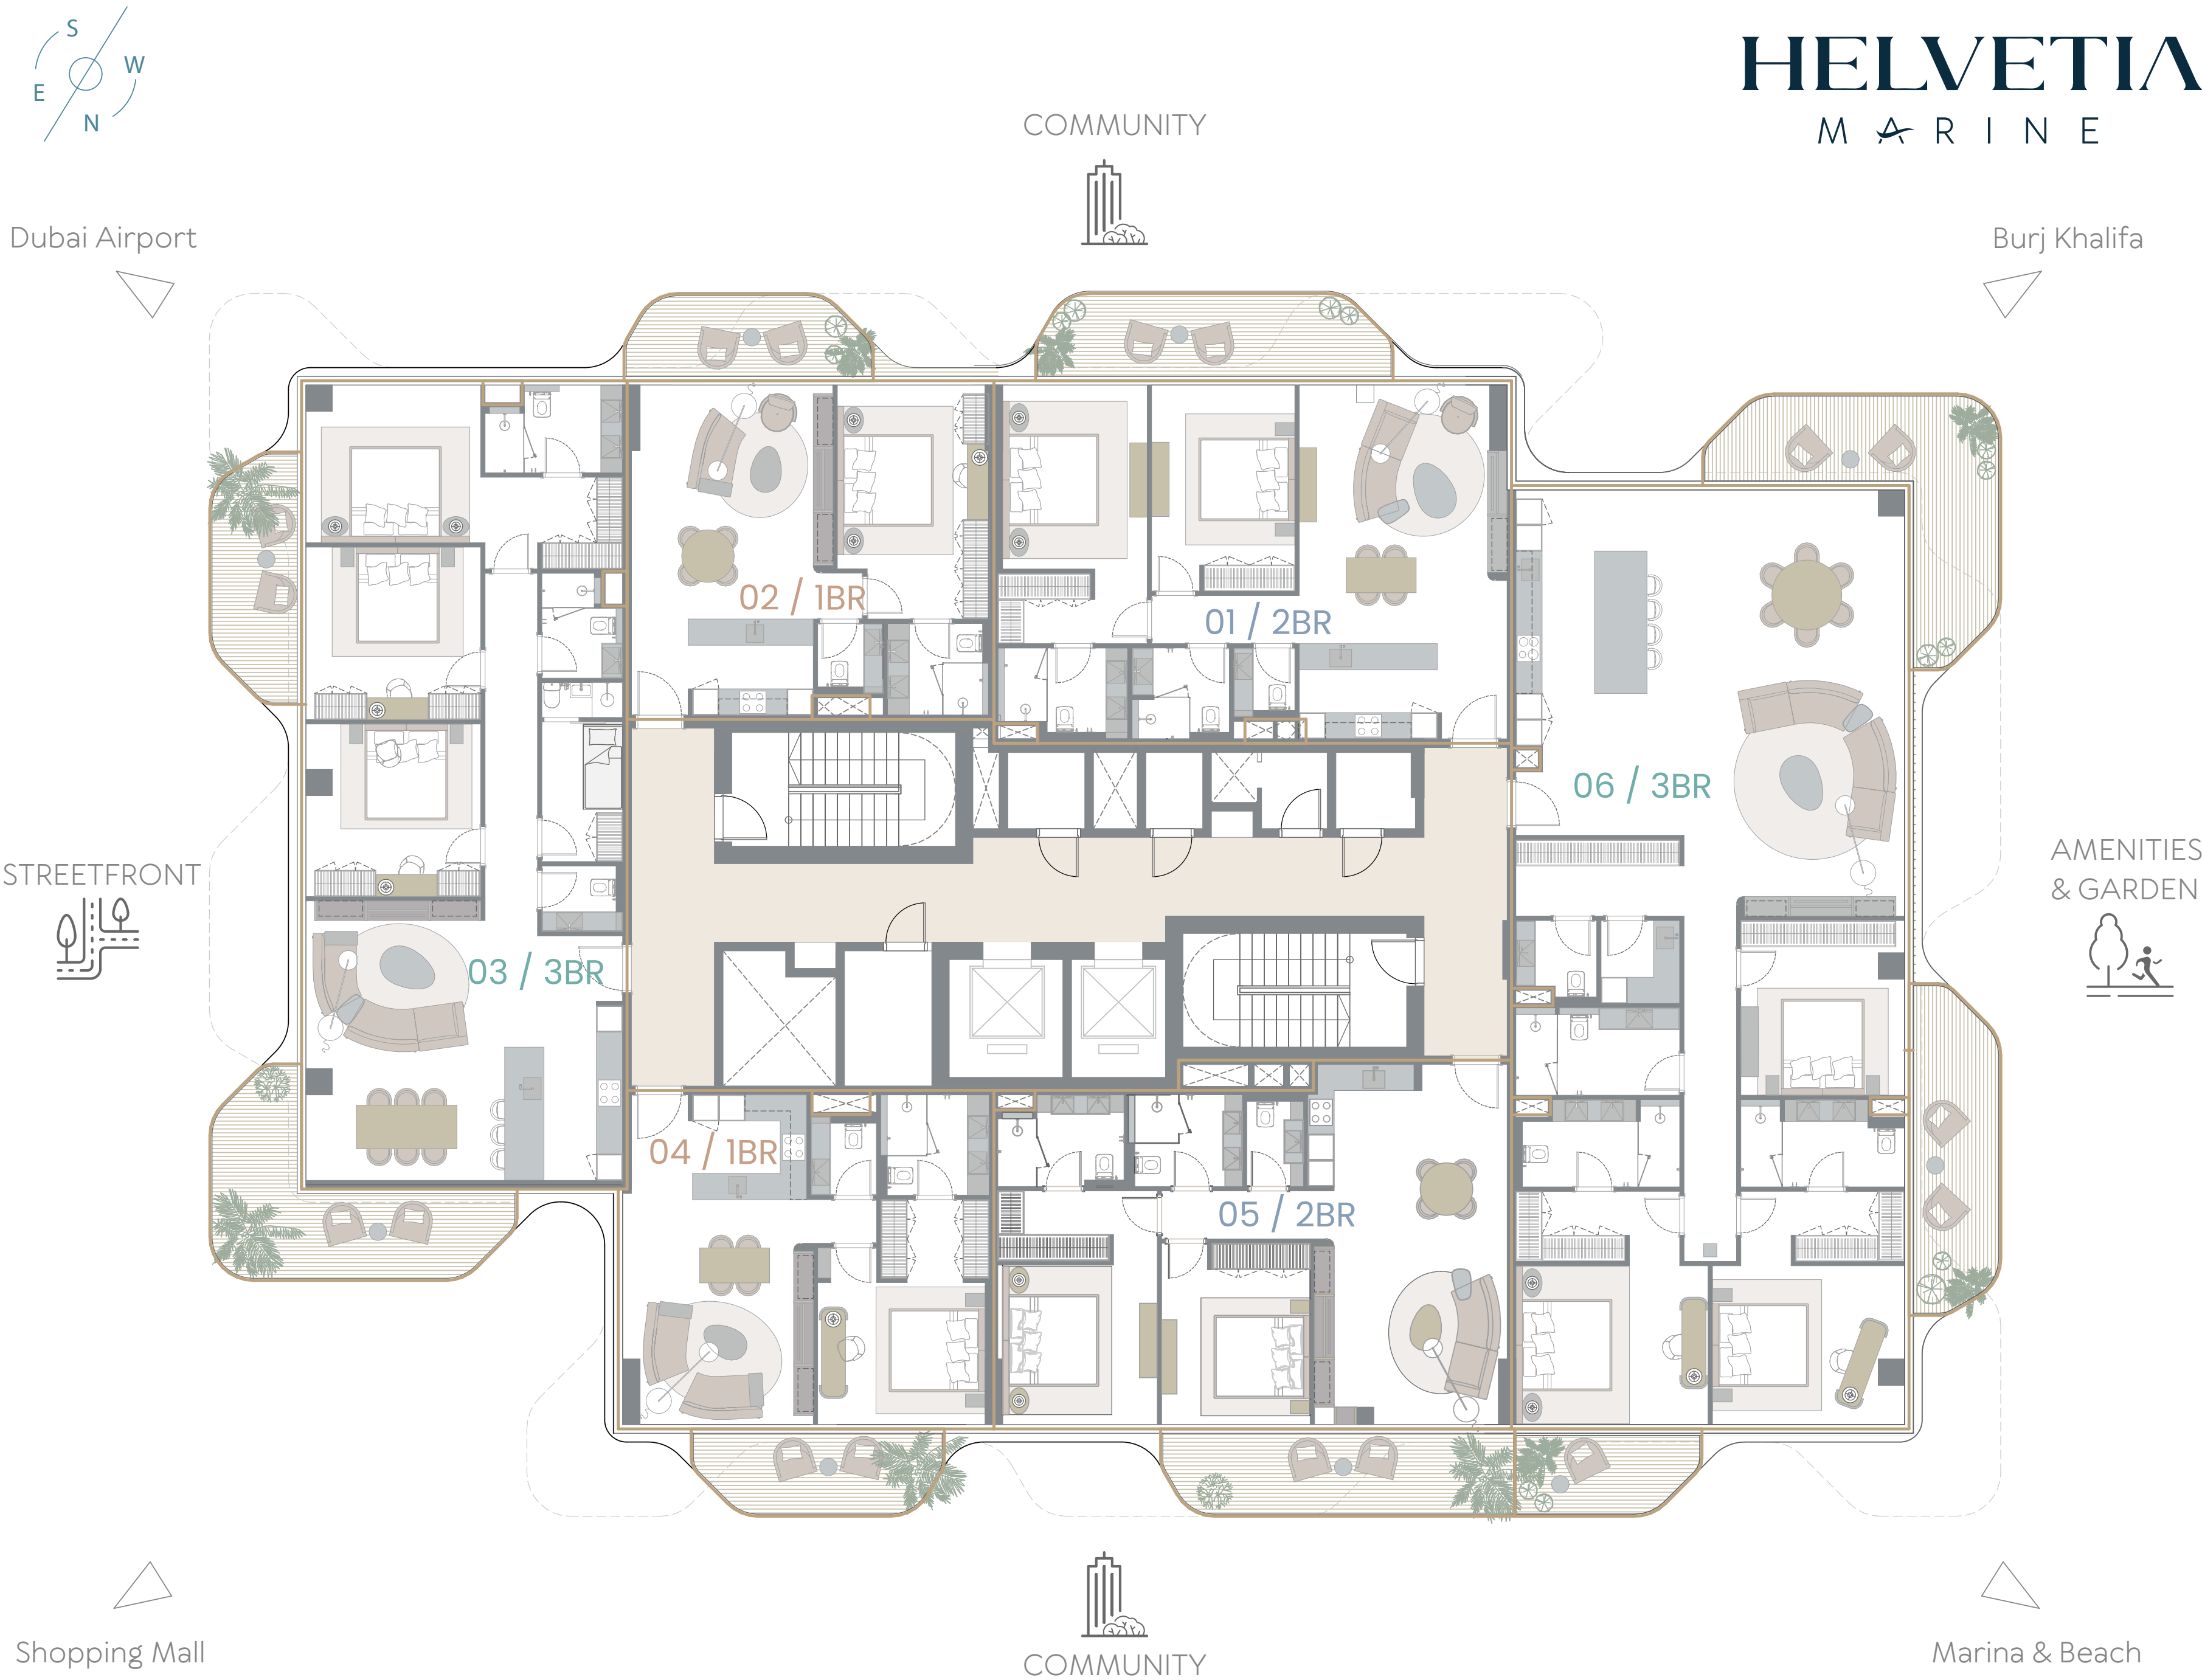 S
W
E
N
HELVETIA
MARINE
COMMUNITY
Dubai Airport
Burj Khalifa
02 / 1BR
01 / 2BR
06 / 3BR
STREETFRONT
AMENITIES
& GARDEN
03 / 3BR
04 / 1BR
05 / 2BR
Shopping Mall
COMMUNITY
Marina & Beach